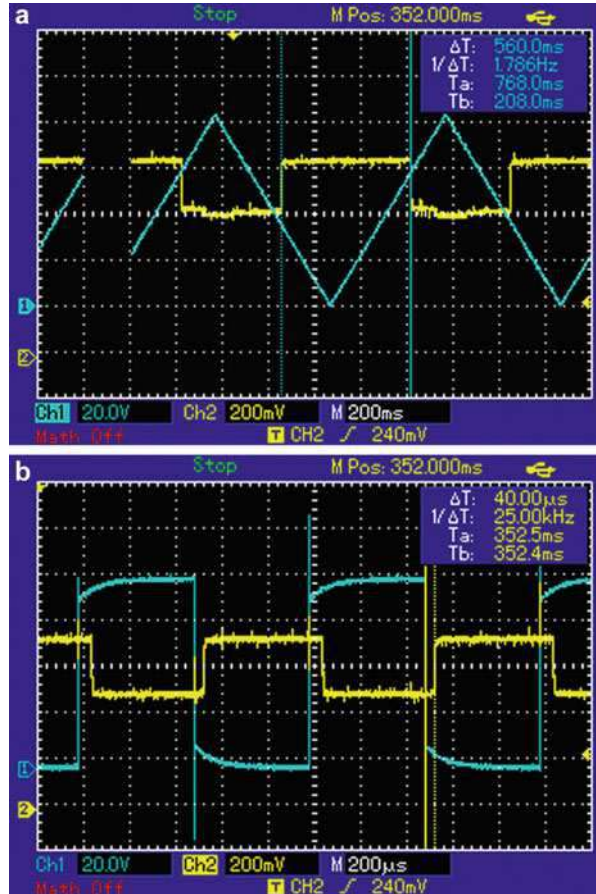 a
Stop M Pos: 352.000ms
ΔT: 560.0ms
1/ΔT: 1.786Hz
Ta: 768.0ms
Tb: 208.0ms
1
2
Ch1 20.0V Ch2 200mV M 200ms
Math Off T CH2 240mV
b
Stop M Pos: 352.000ms
ΔT: 40.00µs
1/ΔT: 25.00kHz
Ta: 352.5ms
Tb: 352.4ms
1
2
Ch1 20.0V Ch2 200mV M 200µs
Math Off T CH2 240mV